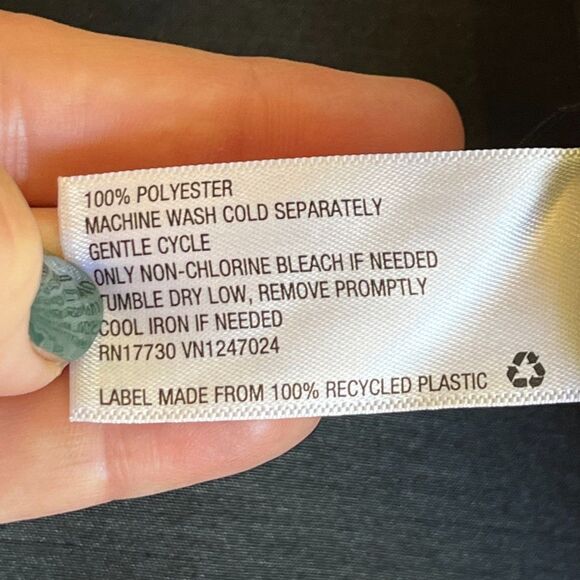 100% POLYESTER
MACHINE WASH COLD SEPARATELY
GENTLE CYCLE
ONLY NON-CHLORINE BLEACH IF NEEDED
TUMBLE DRY LOW, REMOVE PROMPTLY
COOL IRON IF NEEDED
RN17730 VN1247024
LABEL MADE FROM 100% RECYCLED PLASTIC